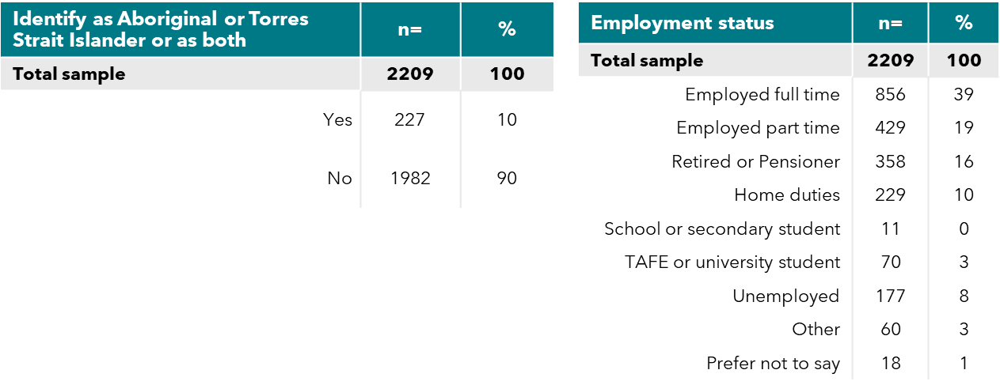 Identify as Aboriginal or Torres
Strait Islander or as both n= %
Total sample 2209 100
Yes 227 10
No 1982 90
Employment status n= %
Total sample 2209 100
Employed full time 856 39
Employed part time 429 19
Retired or Pensioner 358 16
Home duties 229 10
School or secondary student 11 0
TAFE or university student 70 3
Unemployed 177 8
Other 60 3
Prefer not to say 18 1